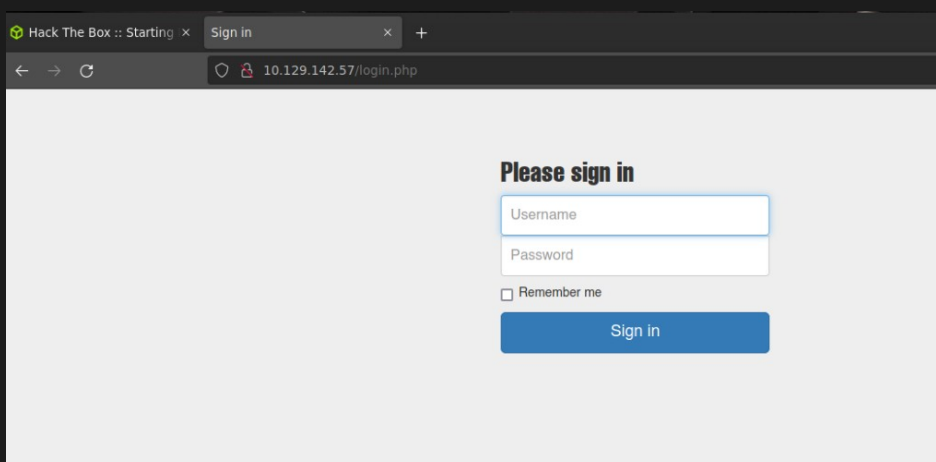 Hack The Box :: Starting
Sign in
10.129.142.57/login.php
Please sign in
Username
Password
Remember me
Sign in